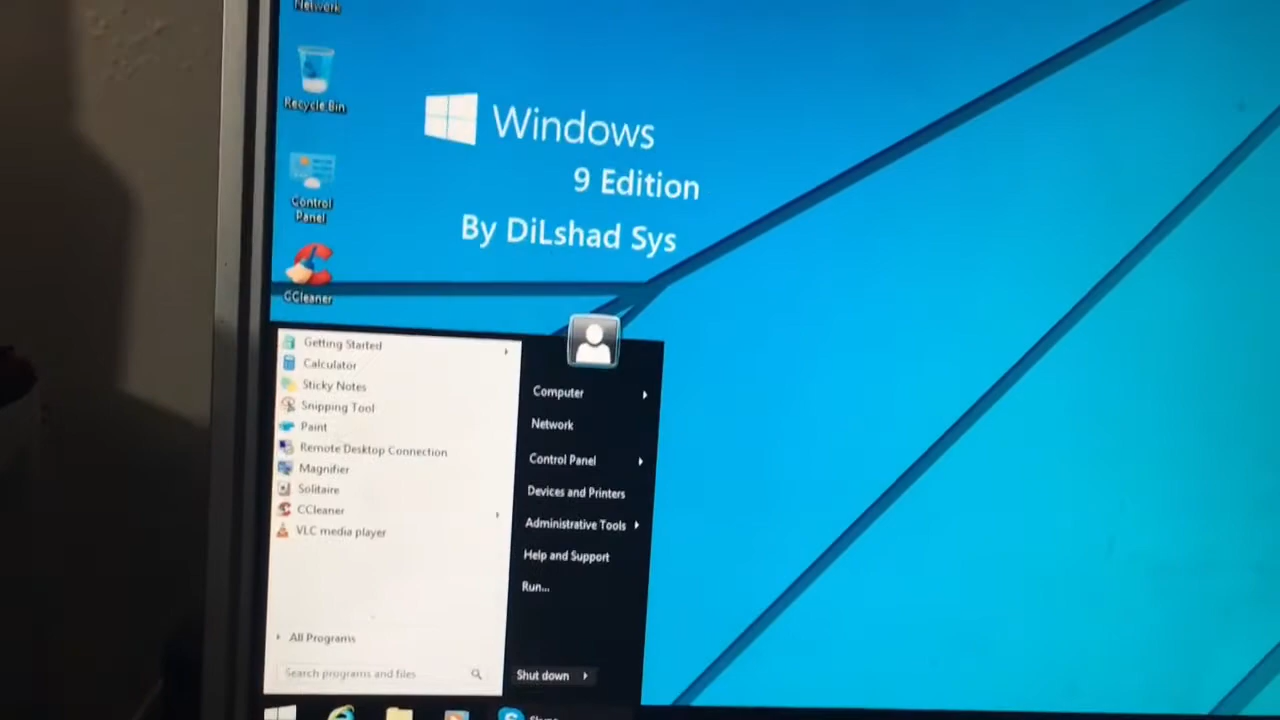 Network
Recycle Bin
Control
Panel
CCleaner
Windows
9 Edition
By DiLshad Sys
Getting Started
Calculator
Sticky Notes
Snipping Tool
Paint
Remote Desktop Connection
Magnifier
Solitaire
CCleaner
VLC media player
All Programs
Search programs and files
Computer
Network
Control Panel
Devices and Printers
Administrative Tools
Help and Support
Run...
Shut down